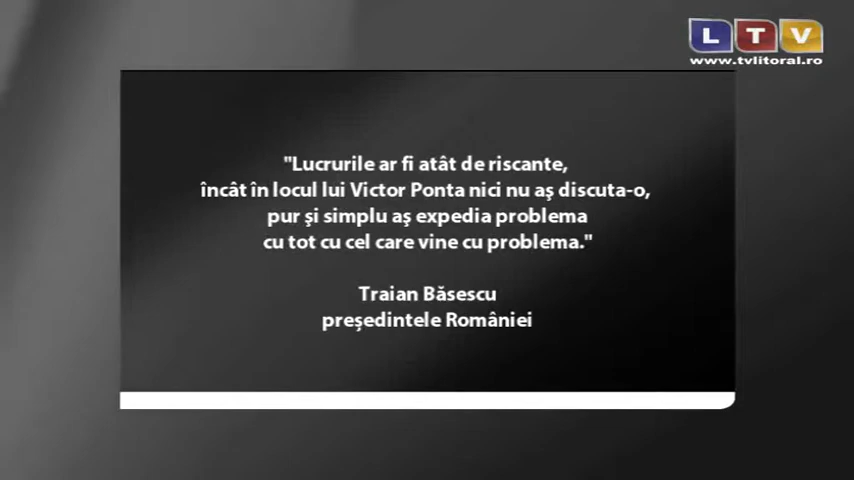 LTV
www.tvlitoral.ro
"Lucrurile ar fi atât de riscante,
încât în locul lui Victor Ponta nici nu aş discuta-o,
pur şi simplu aş expedia problema
cu tot cu cel care vine cu problema."
Traian Băsescu
președintele României